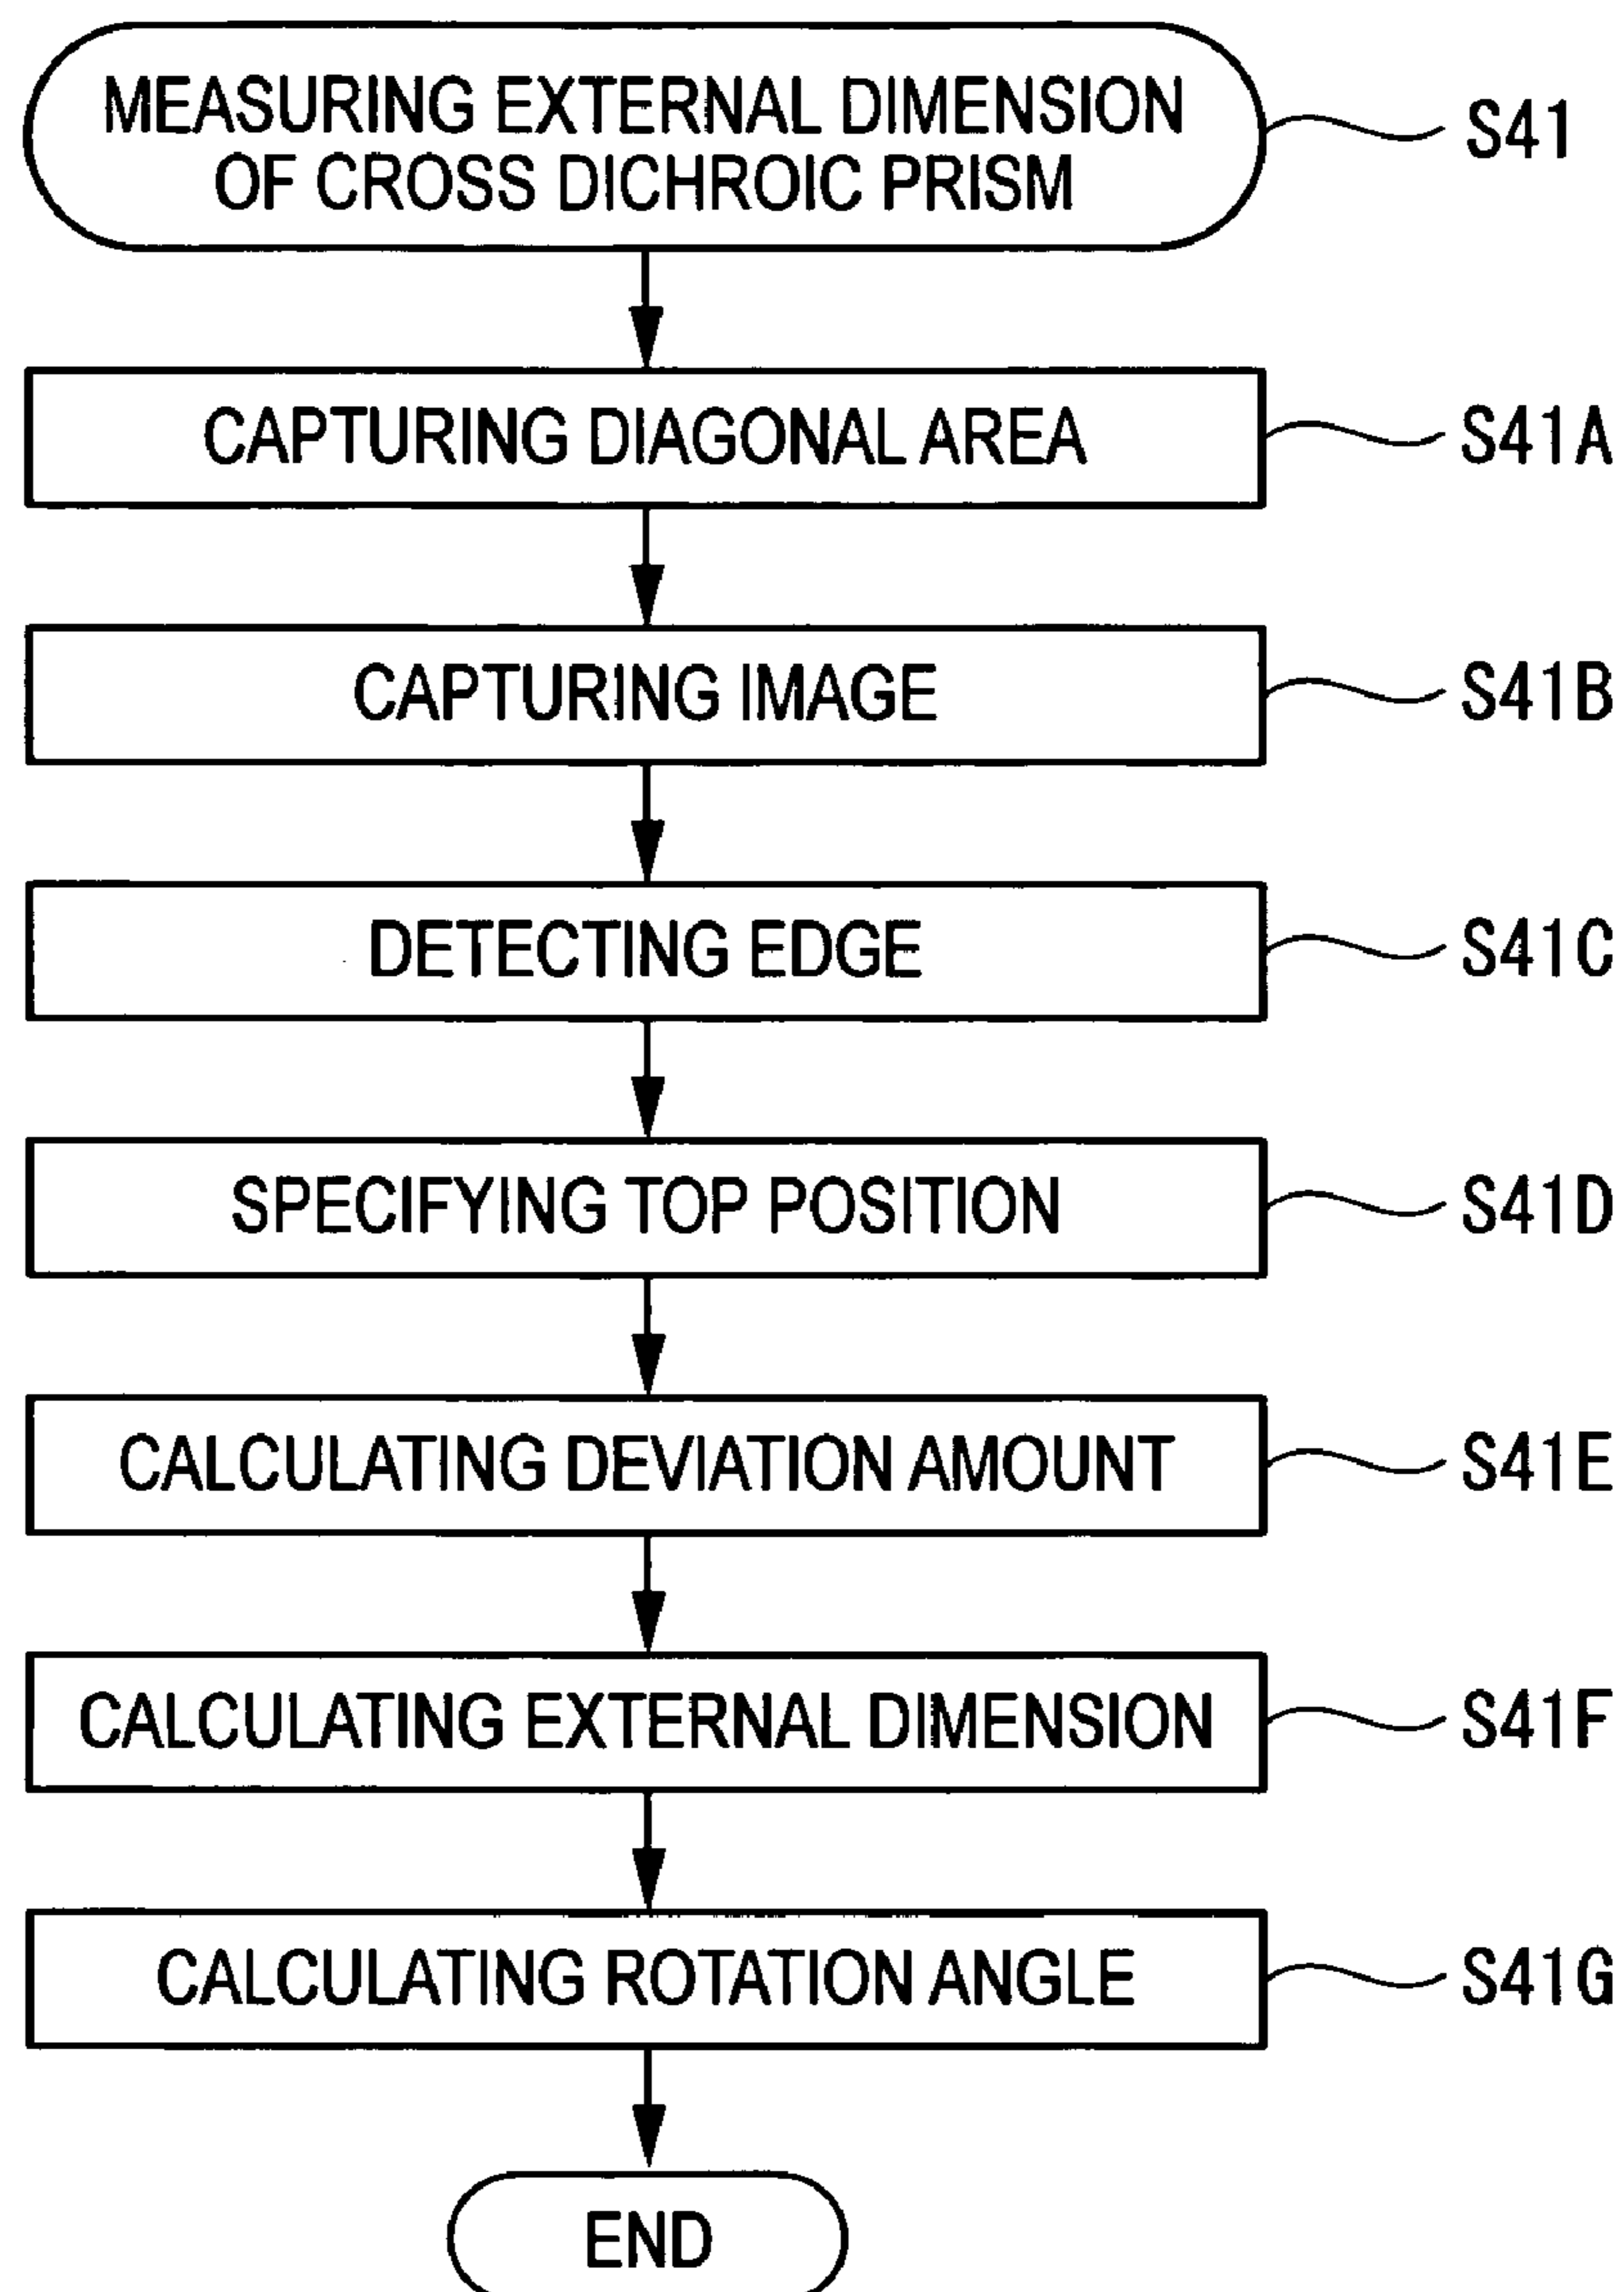 MEASURING EXTERNAL DIMENSION
OF CROSS DICHROIC PRISM
S41
CAPTURING DIAGONAL AREA
S41A
CAPTURING IMAGE
S41B
DETECTING EDGE
S41C
SPECIFYING TOP POSITION
S41D
CALCULATING DEVIATION AMOUNT
S41E
CALCULATING EXTERNAL DIMENSION
S41F
CALCULATING ROTATION ANGLE
S41G
END